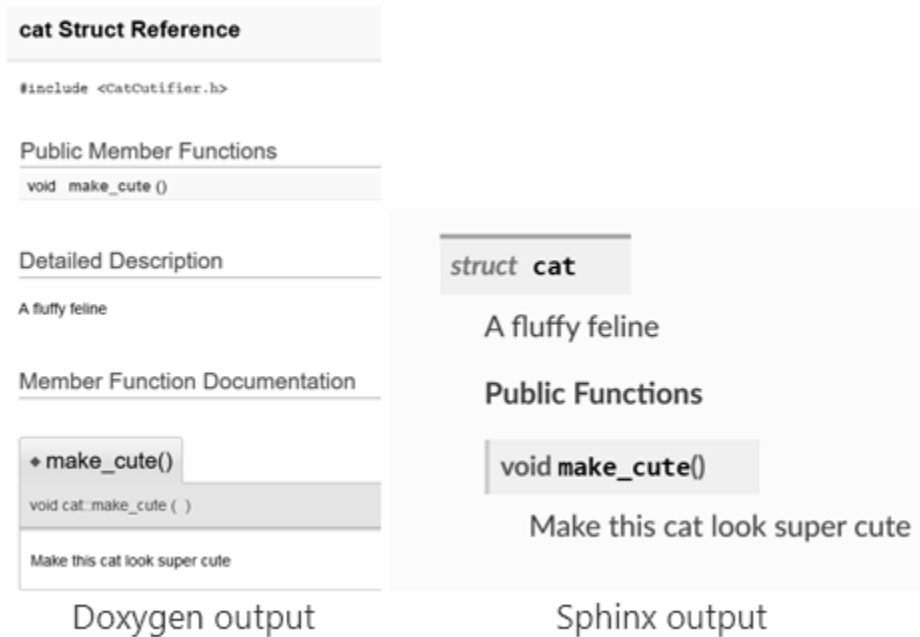 cat Struct Reference
#include <CatCutifier.h>
Public Member Functions
void make_cute ()
Detailed Description
A fluffy feline
Member Function Documentation
◆ make_cute()
void cat::make_cute ( )
Make this cat look super cute
Doxygen output
struct cat
A fluffy feline
Public Functions
void make_cute()
Make this cat look super cute
Sphinx output